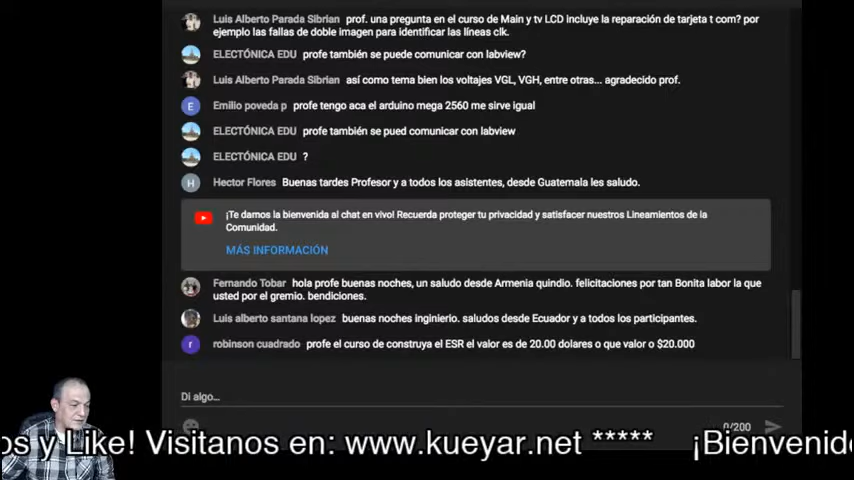 Luis Alberto Parada Sibrian prof. una pregunta en el curso de Main y tv LCD incluye la reparación de tarjeta t com? por
ejemplo las fallas de doble imagen para identificar las líneas clk.
ELECTÓNICA EDU profe también se puede comunicar con labview?
Luis Alberto Parada Sibrian así como tema bien los voltajes VGL, VGH, entre otras... agradecido prof.
E Emilio poveda p profe tengo aca el arduino mega 2560 me sirve igual
ELECTÓNICA EDU profe también se pued comunicar con labview
ELECTÓNICA EDU ?
H Hector Flores Buenas tardes Profesor y a todos los asistentes, desde Guatemala les saludo.
¡Te damos la bienvenida al chat en vivo! Recuerda proteger tu privacidad y satisfacer nuestros Lineamientos de la
Comunidad.
MÁS INFORMACIÓN
Fernando Tobar hola profe buenas noches, un saludo desde Armenia quindio. felicitaciones por tan Bonita labor la que
usted por el gremio. bendiciones.
Luis alberto santana lopez buenas noches inginierio. saludos desde Ecuador y a todos los participantes.
r robinson cuadrado profe el curso de construya el ESR el valor es de 20.00 dolares o que valor o $20.000
Di algo...
0/200
os y Like! Visitanos en: www.kueyar.net ***** ¡Bienvenido